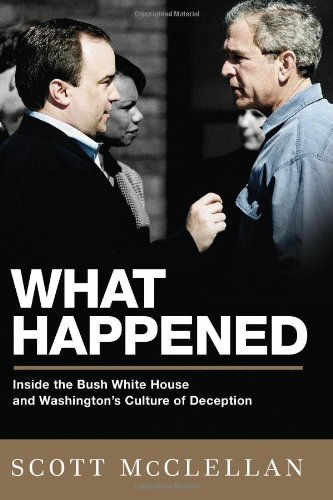 WHAT
HAPPENED
Inside the Bush White House
and Washington's Culture of Deception
SCOTT McCLELLAN